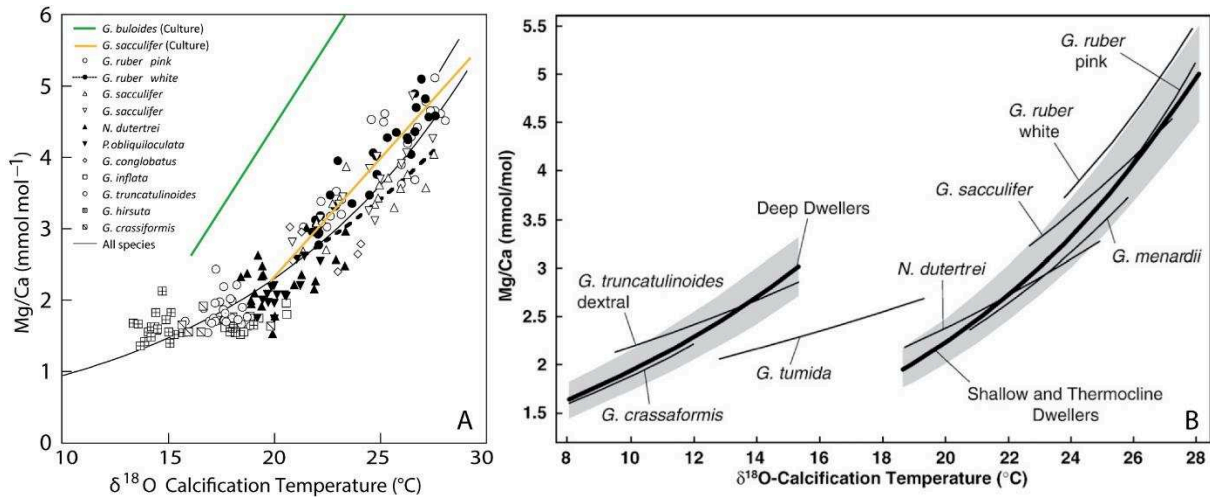 6
5
4
3
2
1
0
Mg/Ca (mmol mol⁻¹)
G. buloides (Culture)
G. sacculifer (Culture)
G. ruber pink
G. ruber white
G. sacculifer
G. sacculifer
N. dutertrei
P. obliquiloculata
G. conglobatus
G. inflata
G. truncatulinoides
G. hirsuta
G. crassiformis
All species
A
10
15
20
25
30
δ¹⁸O Calcification Temperature (°C)
5.5
5
4.5
4
3.5
3
2.5
2
1.5
Mg/Ca (mmol/mol)
G. ruber
pink
G. ruber
white
G. sacculifer
Deep Dwellers
G. truncatulinoides
dextral
N. dutertrei
G. menardii
G. tumida
G. crassaformis
Shallow and Thermocline
Dwellers
B
8
10
12
14
16
18
20
22
24
26
28
δ¹⁸O-Calcification Temperature (°C)